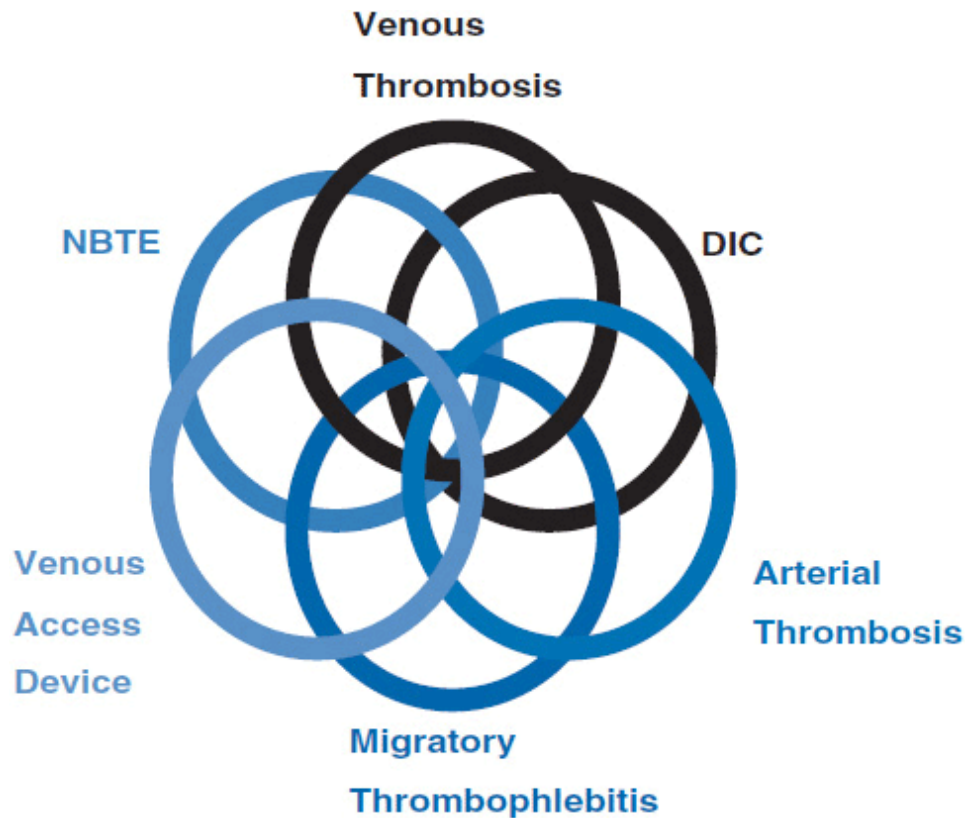 Venous
Thrombosis
NBTE
DIC
Venous
Access
Device
Arterial
Thrombosis
Migratory
Thrombophlebitis